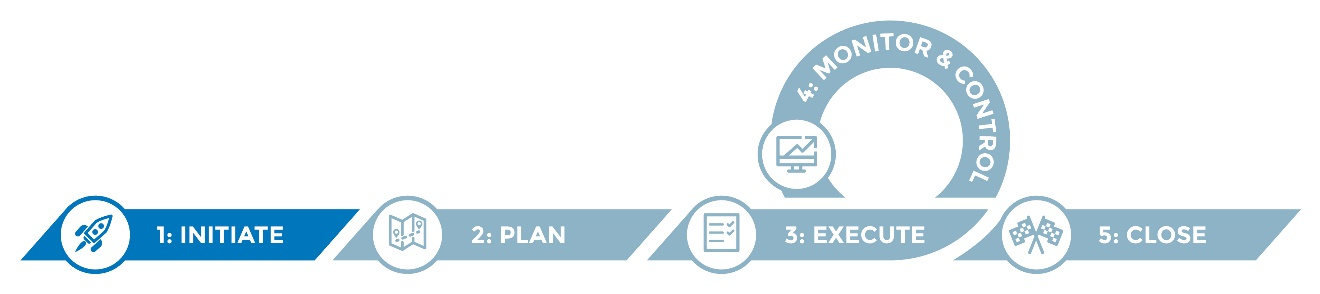 1: INITIATE
2: PLAN
3: EXECUTE
4: MONITOR & CONTROL
5: CLOSE